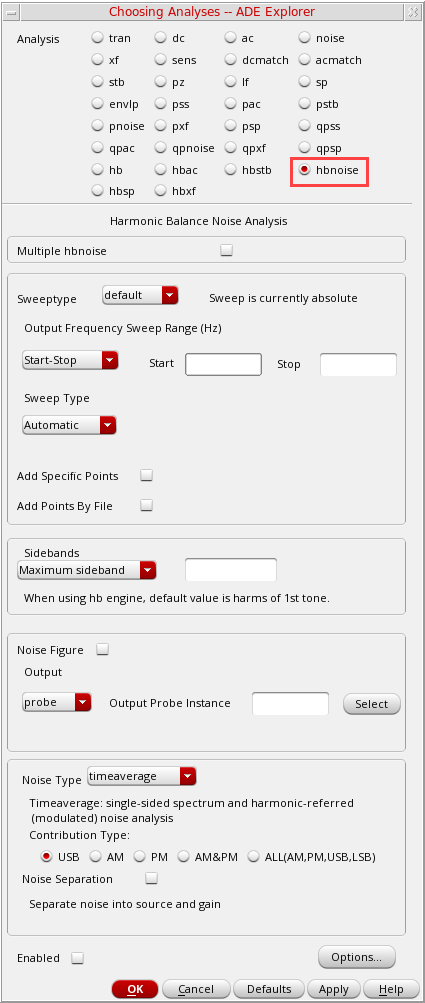 Choosing Analyses -- ADE Explorer
Analysis tran dc ac noise
xf sens dcmatch acmatch
stb pz lf sp
envlp pss pac pstb
pnoise pxf psp qpss
qpac qpnoise qpxf qpsp
hb hbac hbstb hbnoise
hbsp hbxf
Harmonic Balance Noise Analysis
Multiple hbnoise
Sweeptype default Sweep is currently absolute
Output Frequency Sweep Range (Hz)
Start-Stop Start Stop
Sweep Type
Automatic
Add Specific Points
Add Points By File
Sidebands
Maximum sideband
When using hb engine, default value is harms of 1st tone.
Noise Figure
Output
probe Output Probe Instance Select
Noise Type timeaverage
Timeaverage: single-sided spectrum and harmonic-referred
(modulated) noise analysis
Contribution Type:
USB AM PM AM&PM ALL(AM,PM,USB,LSB)
Noise Separation
Separate noise into source and gain
Enabled Options...
OK Cancel Defaults Apply Help